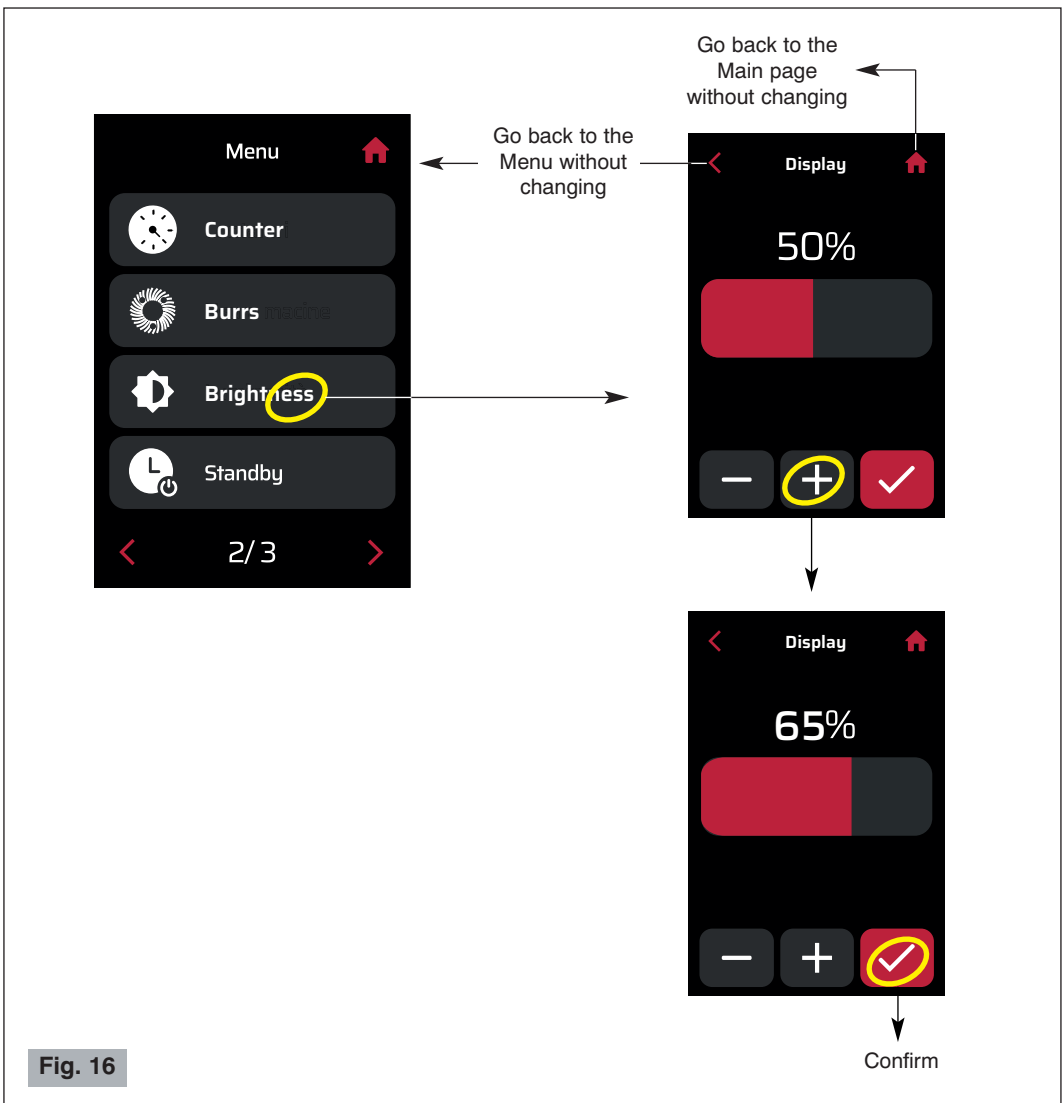 Go back to the
Main page
without changing
Go back to the
Menu without
changing
Menu
Counter
Burrs
Brightness
Standby
2/3
Display
50%
Display
65%
Confirm
Fig. 16